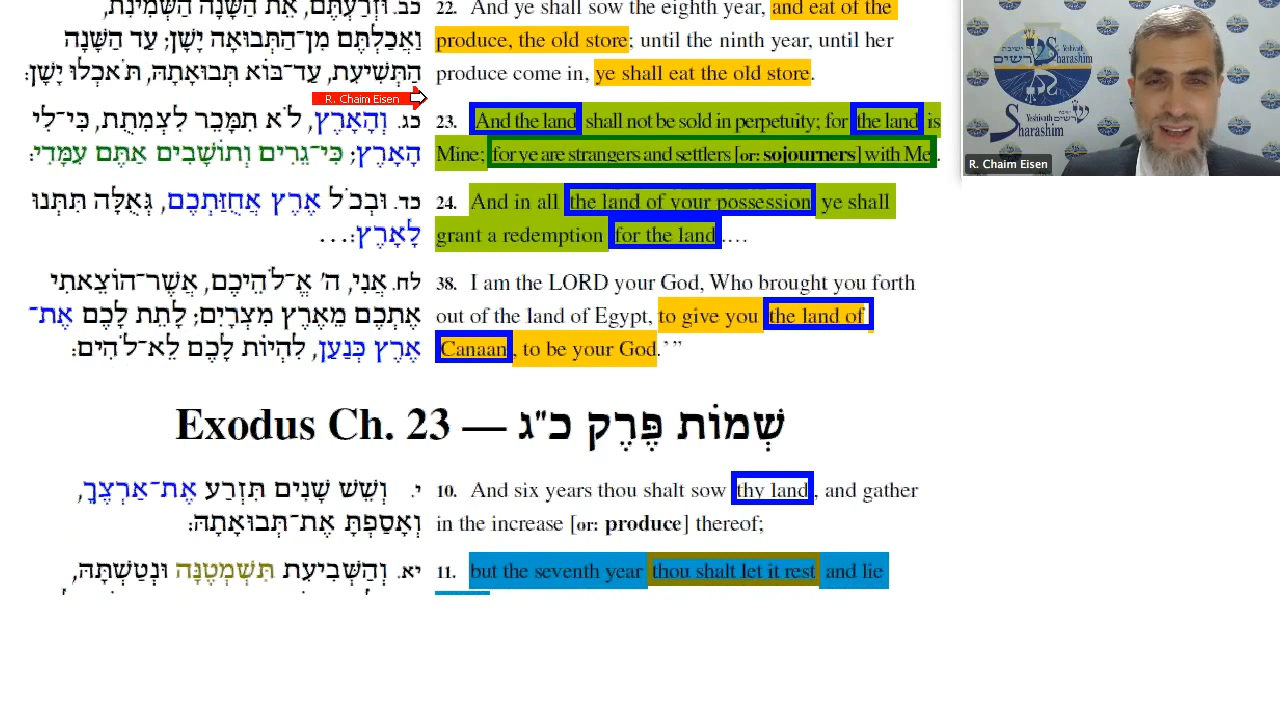 כב. וּזְרַעְתֶּם, אֵת הַשָּׁנָה הַשְּׁמִינִת,
וַאֲכַלְתֶּם מִן־הַתְּבוּאָה יָשָׁן; עַד הַשָּׁנָה
הַתְּשִׁיעִת, עַד־בּוֹא תְּבוּאָתָהּ, תֹּאכְלוּ יָשָׁן:
22. And ye shall sow the eighth year, and eat of the
produce, the old store; until the ninth year, until her
produce come in, ye shall eat the old store.
R. Chaim Eisen
כג. וְהָאָרֶץ, לֹא תִמָּכֵר לִצְמִתֻת, כִּי־לִי
הָאָרֶץ; כִּי־גֵרִים וְתוֹשָׁבִים אַתֶּם עִמָּדִי:
23. And the land shall not be sold in perpetuity; for the land is
Mine; for ye are strangers and settlers [or: sojourners] with Me.
כד. וּבְכֹל אֶרֶץ אֲחֻזַּתְכֶם, גְּאֻלָּה תִּתְּנוּ
לָאָרֶץ:...
24. And in all the land of your possession ye shall
grant a redemption for the land....
לח. אֲנִי, ה' אֱ־לֹהֵיכֶם, אֲשֶׁר־הוֹצֵאתִי
אֶתְכֶם מֵאֶרֶץ מִצְרָיִם; לָתֵת לָכֶם אֶת־
אֶרֶץ כְּנַעַן, לִהְיוֹת לָכֶם לֵא־לֹהִים:
38. I am the LORD your God, Who brought you forth
out of the land of Egypt, to give you the land of
Canaan, to be your God.’”
Exodus Ch. 23 — שְׁמוֹת פֶּרֶק כ"ג
י. וְשֵׁשׁ שָׁנִים תִּזְרַע אֶת־אַרְצֶךָ,
וְאָסַפְתָּ אֶת־תְּבוּאָתָהּ:
10. And six years thou shalt sow thy land, and gather
in the increase [or: produce] thereof;
יא. וְהַשְּׁבִיעִת תִּשְׁמְטֶנָּה וּנְטַשְׁתָּהּ,
11. but the seventh year thou shalt let it rest and lie
ישיבת שרשים
Yeshivath Sharashim
Yeshivath Sharashim
R. Chaim Eisen